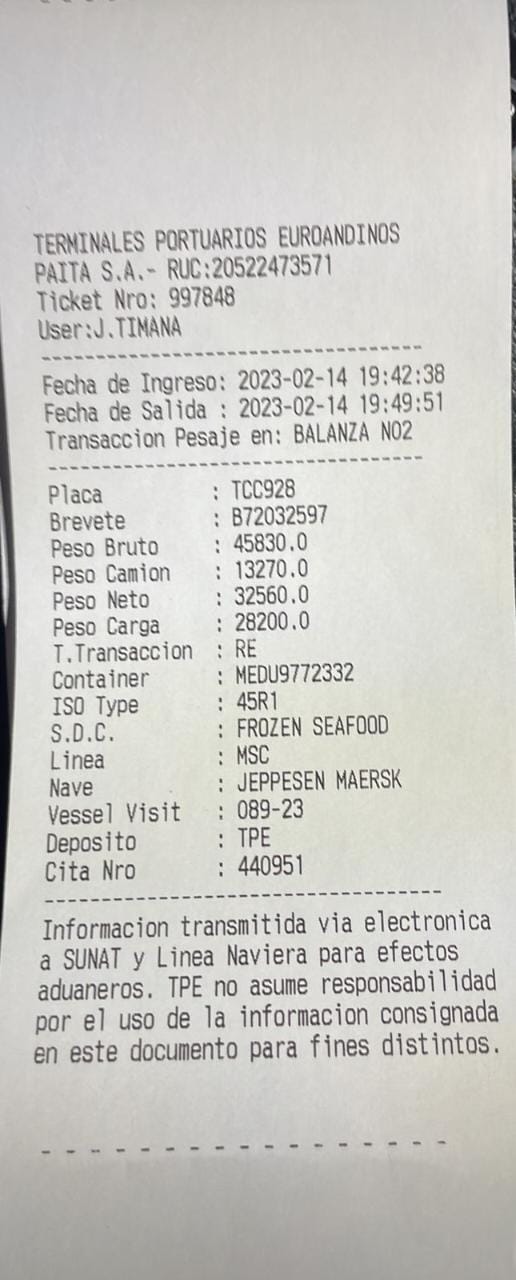 TERMINALES PORTUARIOS EUROANDINOS
PAITA S.A.- RUC:20522473571
Ticket Nro: 997848
User:J.TIMANA
-----------------------------------
Fecha de Ingreso: 2023-02-14 19:42:38
Fecha de Salida : 2023-02-14 19:49:51
Transaccion Pesaje en: BALANZA NO2
-----------------------------------
Placa : TCC928
Brevete : B72032597
Peso Bruto : 45830.0
Peso Camion : 13270.0
Peso Neto : 32560.0
Peso Carga : 28200.0
T.Transaccion : RE
Container : MEDU9772332
ISO Type : 45R1
S.D.C. : FROZEN SEAFOOD
Linea : MSC
Nave : JEPPESEN MAERSK
Vessel Visit : 089-23
Deposito : TPE
Cita Nro : 440951
-----------------------------------
Informacion transmitida via electronica
a SUNAT y Linea Naviera para efectos
aduaneros. TPE no asume responsabilidad
por el uso de la informacion consignada
en este documento para fines distintos.
- - - - - - - - - - - - - - - - -